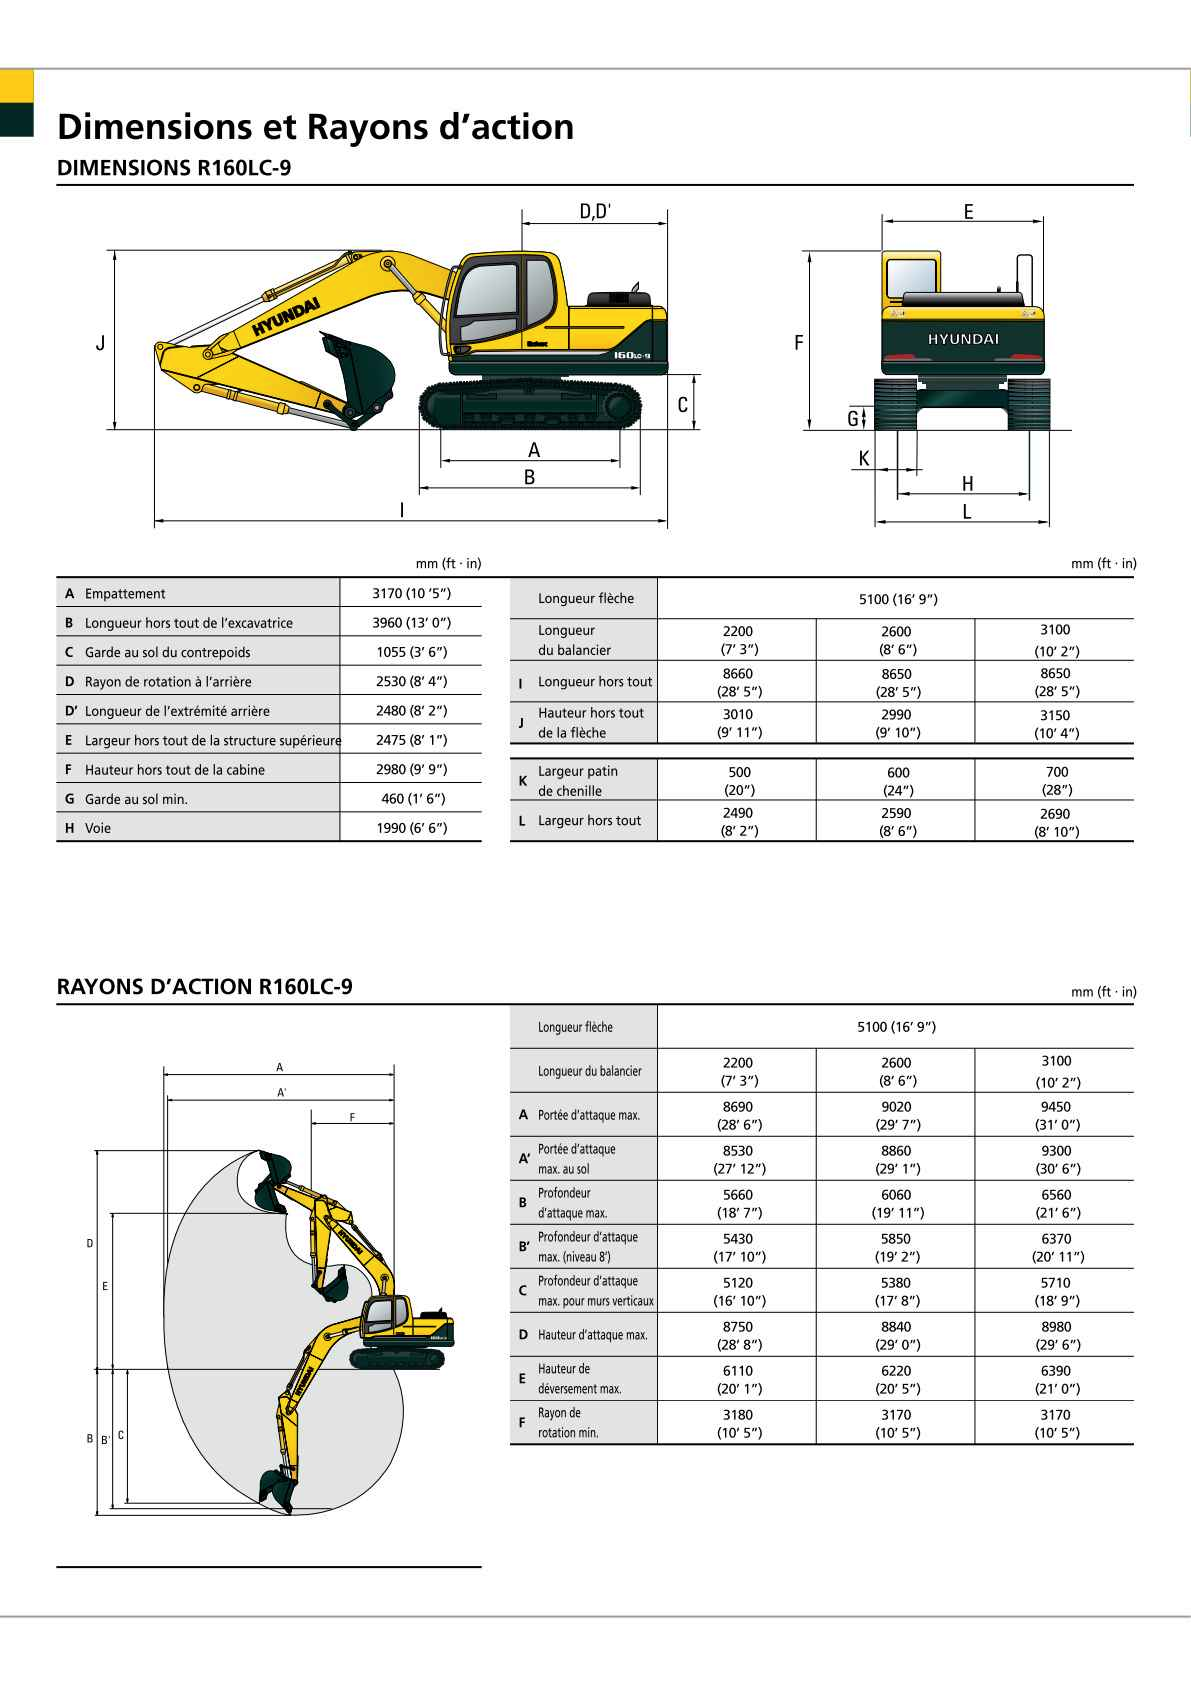 Dimensions et Rayons d’action
DIMENSIONS R160LC-9
D,D'
E
J
HYUNDAI
160LC-9
C
A
B
I
F
HYUNDAI
G
K
H
L
mm (ft · in)
A Empattement 3170 (10 ’5”)
B Longueur hors tout de l’excavatrice 3960 (13’ 0”)
C Garde au sol du contrepoids 1055 (3’ 6”)
D Rayon de rotation à l’arrière 2530 (8’ 4”)
D’ Longueur de l’extrémité arrière 2480 (8’ 2”)
E Largeur hors tout de la structure supérieure 2475 (8’ 1”)
F Hauteur hors tout de la cabine 2980 (9’ 9”)
G Garde au sol min. 460 (1’ 6”)
H Voie 1990 (6’ 6”)
mm (ft · in)
Longueur flèche 5100 (16’ 9”)
Longueur 2200 2600 3100
du balancier (7’ 3”) (8’ 6”) (10’ 2”)
I Longueur hors tout 8660 8650 8650
(28’ 5”) (28’ 5”) (28’ 5”)
J Hauteur hors tout 3010 2990 3150
de la flèche (9’ 11”) (9’ 10”) (10’ 4”)
K Largeur patin 500 600 700
de chenille (20”) (24”) (28”)
L Largeur hors tout 2490 2590 2690
(8’ 2”) (8’ 6”) (8’ 10”)
RAYONS D’ACTION R160LC-9
mm (ft · in)
A
A'
F
D
E
HYUNDAI
HYUNDAI
B B' C
Longueur flèche 5100 (16’ 9”)
Longueur du balancier 2200 2600 3100
(7’ 3”) (8’ 6”) (10’ 2”)
A Portée d’attaque max. 8690 9020 9450
(28’ 6”) (29’ 7”) (31’ 0”)
A’ Portée d’attaque 8530 8860 9300
max. au sol (27’ 12”) (29’ 1”) (30’ 6”)
B Profondeur 5660 6060 6560
d’attaque max. (18’ 7”) (19’ 11”) (21’ 6”)
B’ Profondeur d’attaque 5430 5850 6370
max. (niveau 8’) (17’ 10”) (19’ 2”) (20’ 11”)
C Profondeur d’attaque 5120 5380 5710
max. pour murs verticaux (16’ 10”) (17’ 8”) (18’ 9”)
D Hauteur d’attaque max. 8750 8840 8980
(28’ 8”) (29’ 0”) (29’ 6”)
E Hauteur de 6110 6220 6390
déversement max. (20’ 1”) (20’ 5”) (21’ 0”)
F Rayon de 3180 3170 3170
rotation min. (10’ 5”) (10’ 5”) (10’ 5”)